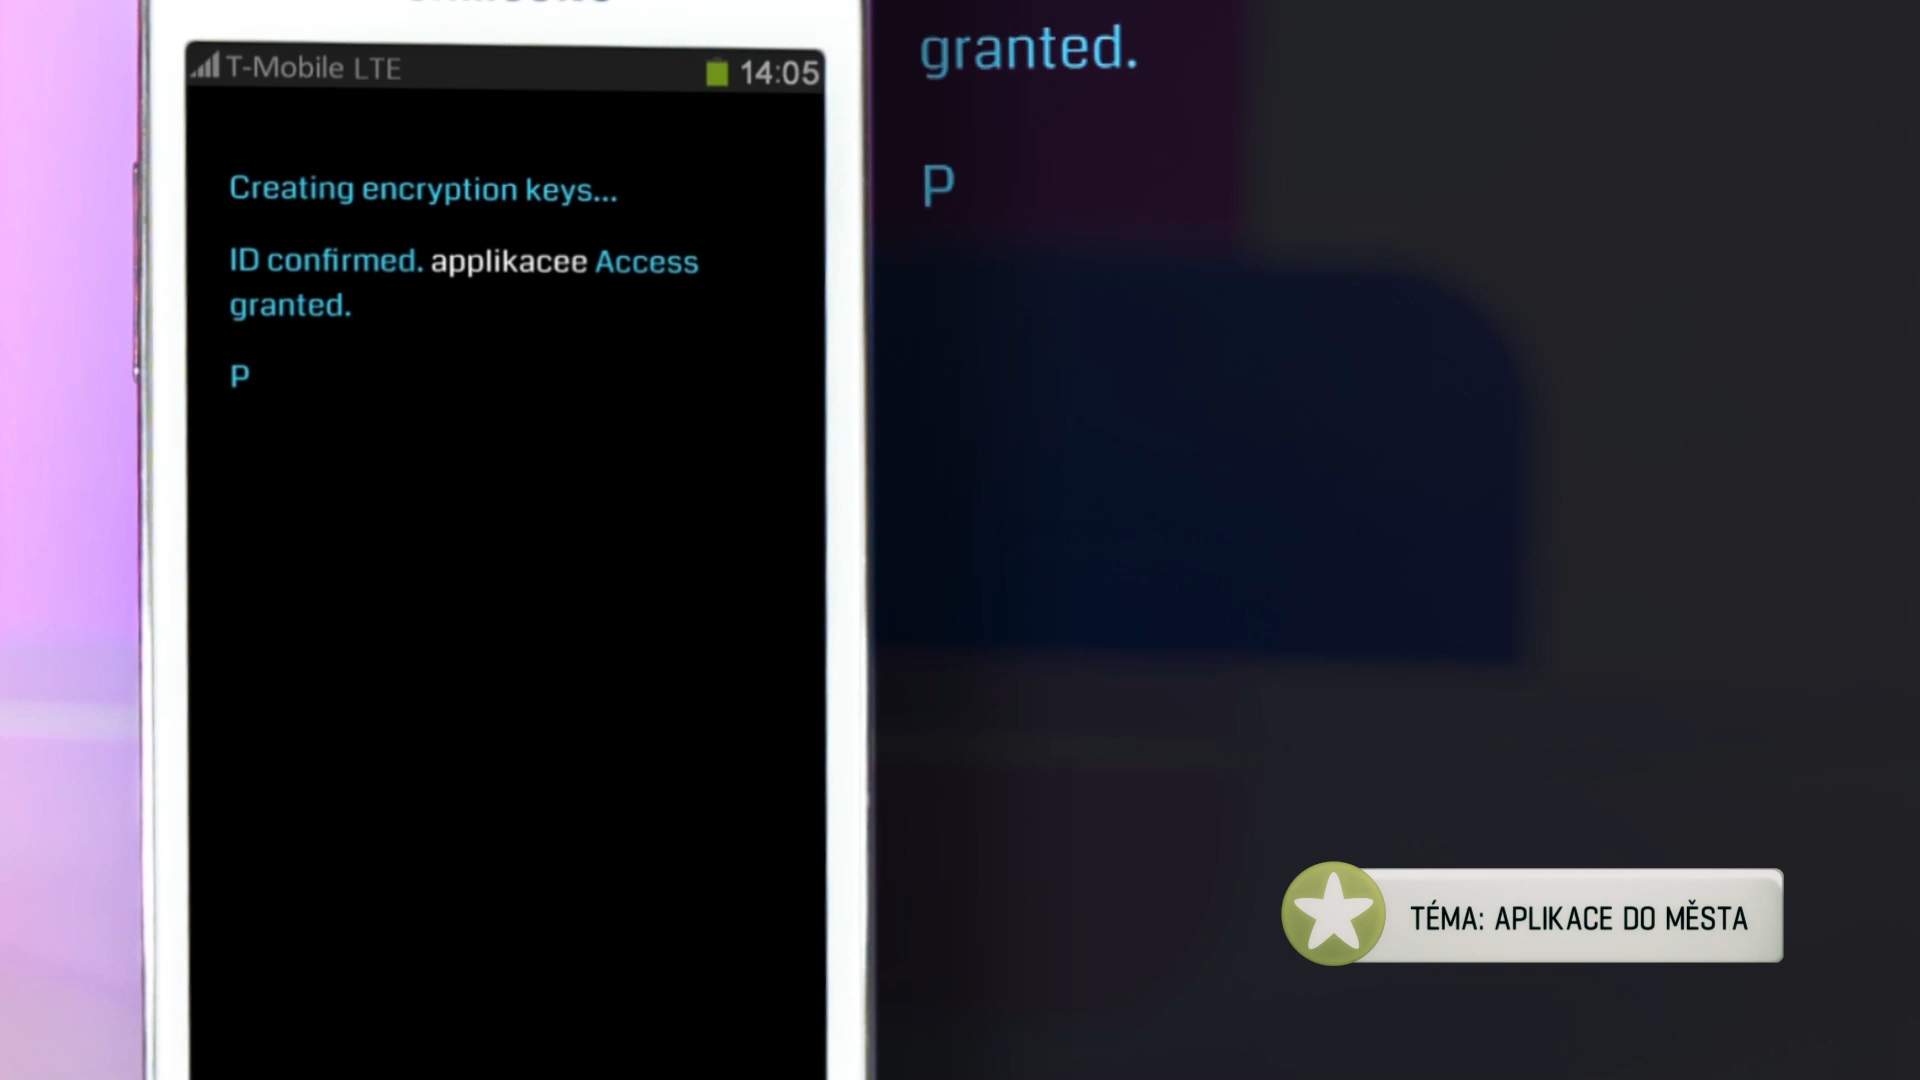 T-Mobile LTE 14:05
Creating encryption keys...
ID confirmed. applikacee Access
granted.
P
granted.
P
TÉMA: APLIKACE DO MĚSTA